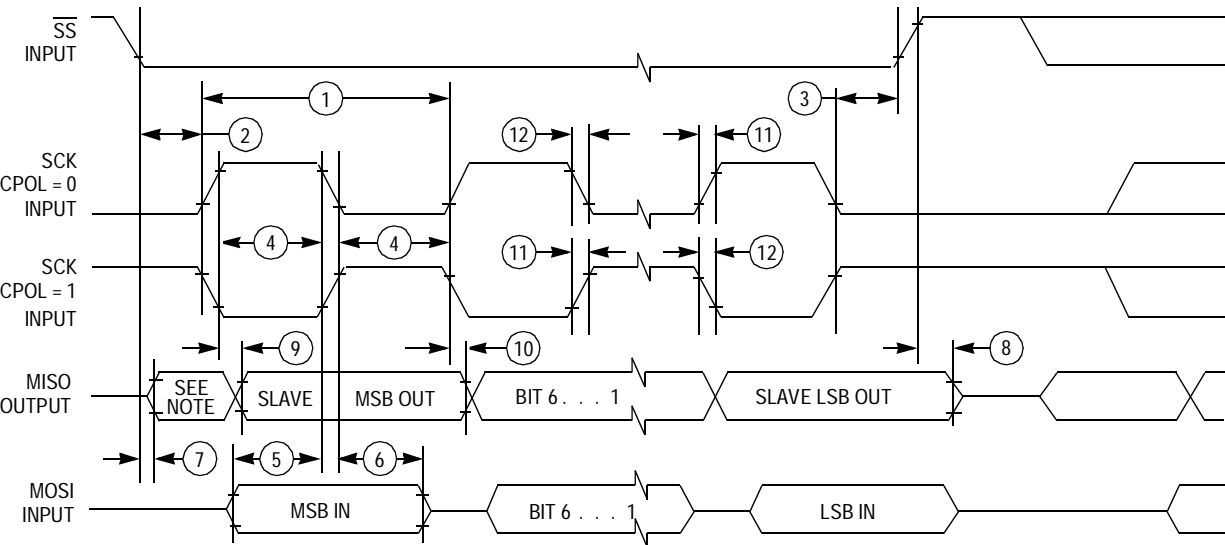 SS
INPUT
1
3
2
12
11
SCK
CPOL = 0
INPUT
4
4
SCK
CPOL = 1
INPUT
11
12
9
10
8
MISO
OUTPUT
SEE
NOTE
SLAVE
MSB OUT
BIT 6 . . . 1
SLAVE LSB OUT
7
5
6
MOSI
INPUT
MSB IN
BIT 6 . . . 1
LSB IN